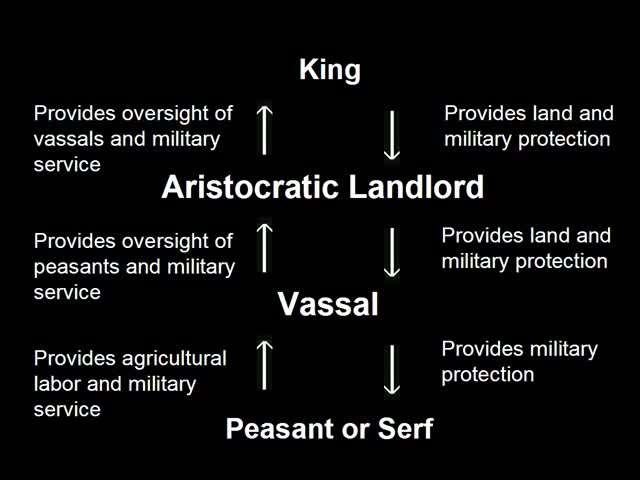 King
Provides oversight of
vassals and military
service
Provides land and
military protection
Aristocratic Landlord
Provides oversight of
peasants and military
service
Provides land and
military protection
Vassal
Provides agricultural
labor and military
service
Provides military
protection
Peasant or Serf